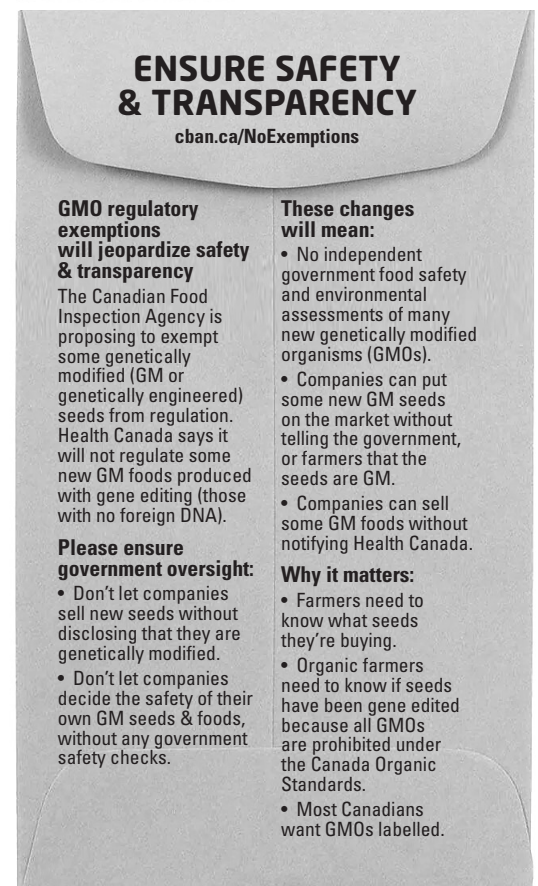 ENSURE SAFETY
& TRANSPARENCY
cban.ca/NoExemptions
GMO regulatory
exemptions
will jeopardize safety
& transparency
The Canadian Food
Inspection Agency is
proposing to exempt
some genetically
modified (GM or
genetically engineered)
seeds from regulation.
Health Canada says it
will not regulate some
new GM foods produced
with gene editing (those
with no foreign DNA).
Please ensure
government oversight:
• Don’t let companies
sell new seeds without
disclosing that they are
genetically modified.
• Don’t let companies
decide the safety of their
own GM seeds & foods,
without any government
safety checks.
These changes
will mean:
• No independent
government food safety
and environmental
assessments of many
new genetically modified
organisms (GMOs).
• Companies can put
some new GM seeds
on the market without
telling the government,
or farmers that the
seeds are GM.
• Companies can sell
some GM foods without
notifying Health Canada.
Why it matters:
• Farmers need to
know what seeds
they’re buying.
• Organic farmers
need to know if seeds
have been gene edited
because all GMOs
are prohibited under
the Canada Organic
Standards.
• Most Canadians
want GMOs labelled.